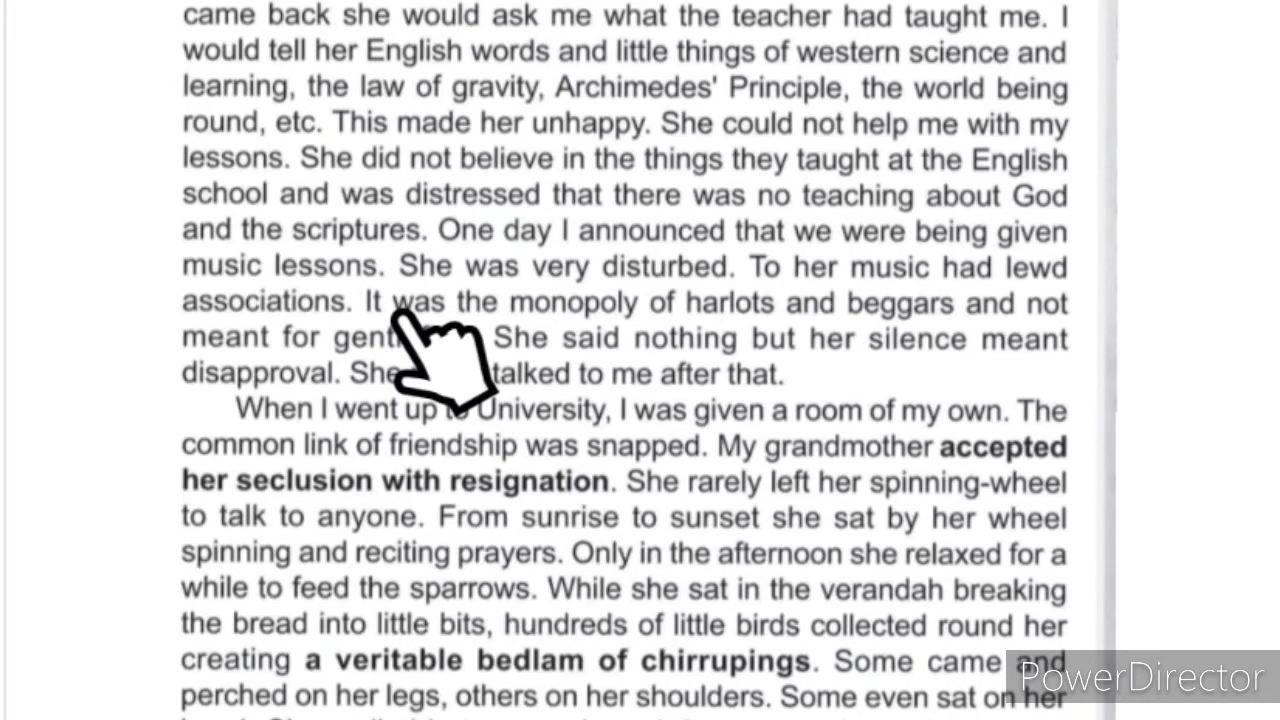 came back she would ask me what the teacher had taught me. I
would tell her English words and little things of western science and
learning, the law of gravity, Archimedes' Principle, the world being
round, etc. This made her unhappy. She could not help me with my
lessons. She did not believe in the things they taught at the English
school and was distressed that there was no teaching about God
and the scriptures. One day I announced that we were being given
music lessons. She was very disturbed. To her music had lewd
associations. It was the monopoly of harlots and beggars and not
meant for She said nothing but her silence meant
disapproval. She talked to me after that.
When I went up to University, I was given a room of my own. The
common link of friendship was snapped. My grandmother accepted
her seclusion with resignation. She rarely left her spinning-wheel
to talk to anyone. From sunrise to sunset she sat by her wheel
spinning and reciting prayers. Only in the afternoon she relaxed for a
while to feed the sparrows. While she sat in the verandah breaking
the bread into little bits, hundreds of little birds collected round her
creating a veritable bedlam of chirrupings. Some came and
perched on her legs, others on her shoulders. Some even sat on her
PowerDirector